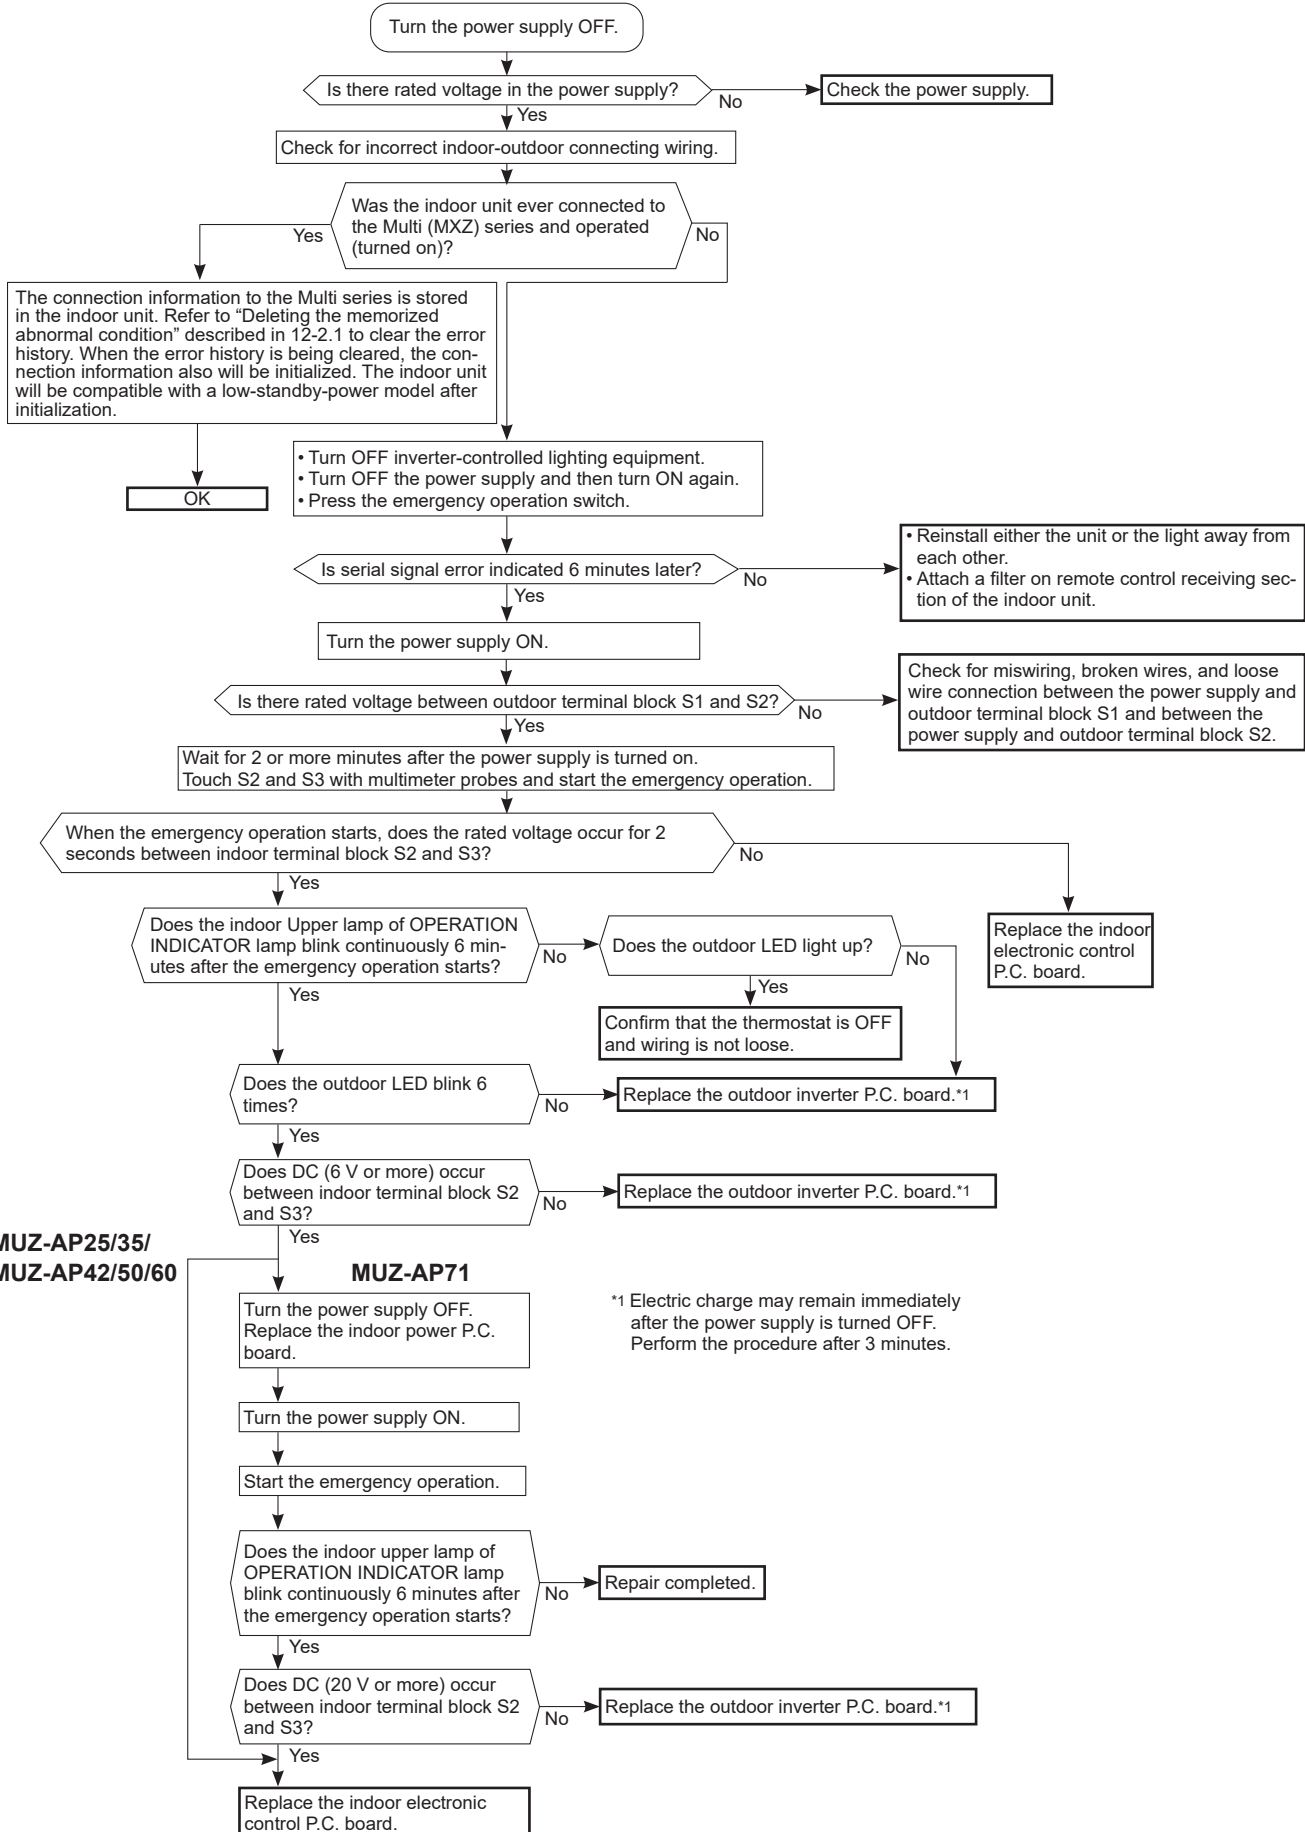 Turn the power supply OFF.
Is there rated voltage in the power supply?
No
Check the power supply.
Yes
Check for incorrect indoor-outdoor connecting wiring.
Was the indoor unit ever connected to
the Multi (MXZ) series and operated
(turned on)?
Yes
No
The connection information to the Multi series is stored
in the indoor unit. Refer to “Deleting the memorized
abnormal condition” described in 12-2.1 to clear the error
history. When the error history is being cleared, the con-
nection information also will be initialized. The indoor unit
will be compatible with a low-standby-power model after
initialization.
OK
• Turn OFF inverter-controlled lighting equipment.
• Turn OFF the power supply and then turn ON again.
• Press the emergency operation switch.
Is serial signal error indicated 6 minutes later?
No
• Reinstall either the unit or the light away from
each other.
• Attach a filter on remote control receiving sec-
tion of the indoor unit.
Yes
Turn the power supply ON.
Is there rated voltage between outdoor terminal block S1 and S2?
No
Check for miswiring, broken wires, and loose
wire connection between the power supply and
outdoor terminal block S1 and between the
power supply and outdoor terminal block S2.
Yes
Wait for 2 or more minutes after the power supply is turned on.
Touch S2 and S3 with multimeter probes and start the emergency operation.
When the emergency operation starts, does the rated voltage occur for 2
seconds between indoor terminal block S2 and S3?
No
Replace the indoor
electronic control
P.C. board.
Yes
Does the indoor Upper lamp of OPERATION
INDICATOR lamp blink continuously 6 min-
utes after the emergency operation starts?
No
Does the outdoor LED light up?
No
Yes
Confirm that the thermostat is OFF
and wiring is not loose.
Yes
Does the outdoor LED blink 6
times?
No
Replace the outdoor inverter P.C. board.*1
Yes
Does DC (6 V or more) occur
between indoor terminal block S2
and S3?
No
Replace the outdoor inverter P.C. board.*1
Yes
MUZ-AP25/35/
MUZ-AP42/50/60
MUZ-AP71
Turn the power supply OFF.
Replace the indoor power P.C.
board.
*1 Electric charge may remain immediately
after the power supply is turned OFF.
Perform the procedure after 3 minutes.
Turn the power supply ON.
Start the emergency operation.
Does the indoor upper lamp of
OPERATION INDICATOR lamp
blink continuously 6 minutes after
the emergency operation starts?
No
Repair completed.
Yes
Does DC (20 V or more) occur
between indoor terminal block S2
and S3?
No
Replace the outdoor inverter P.C. board.*1
Yes
Replace the indoor electronic
control P.C. board.